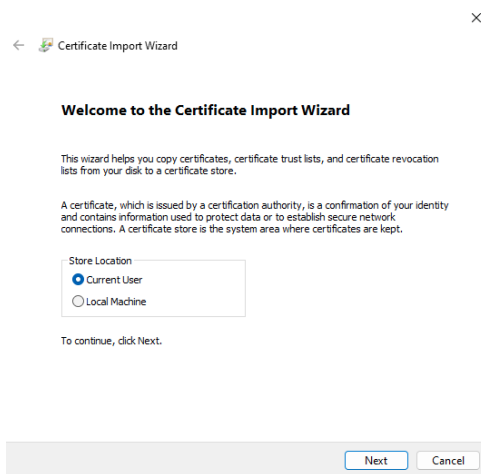 Certificate Import Wizard
Welcome to the Certificate Import Wizard
This wizard helps you copy certificates, certificate trust lists, and certificate revocation
lists from your disk to a certificate store.
A certificate, which is issued by a certification authority, is a confirmation of your identity
and contains information used to protect data or to establish secure network
connections. A certificate store is the system area where certificates are kept.
Store Location
Current User
Local Machine
To continue, click Next.
Next Cancel